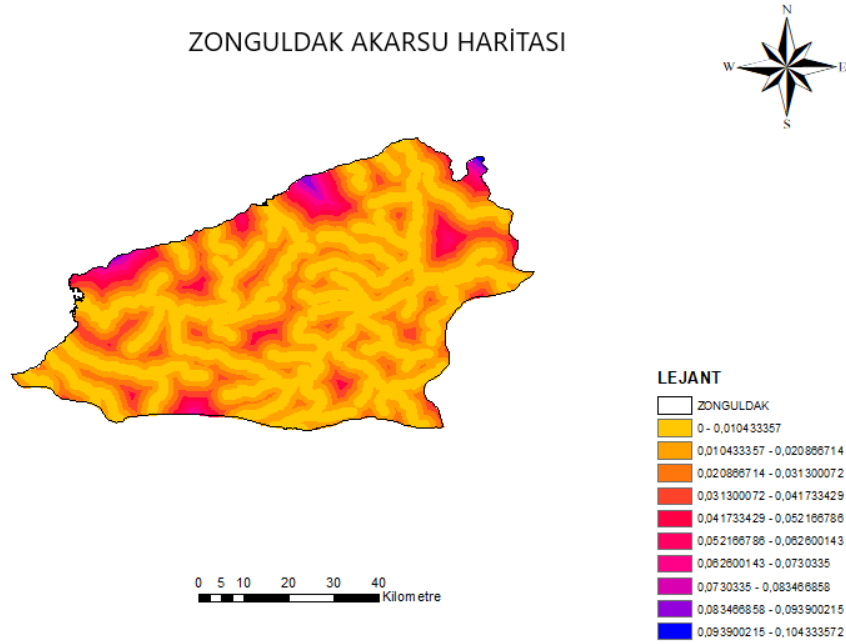 ZONGULDAK AKARSU HARİTASI
N
W E
S
LEJANT
ZONGULDAK
0 - 0,010433357
0,010433357 - 0,020866714
0,020866714 - 0,031300072
0,031300072 - 0,041733429
0,041733429 - 0,052166786
0,052166786 - 0,062600143
0,062600143 - 0,0730335
0,0730335 - 0,083466858
0,083466858 - 0,093900215
0,093900215 - 0,104333572
0 5 10 20 30 40
Kilometre